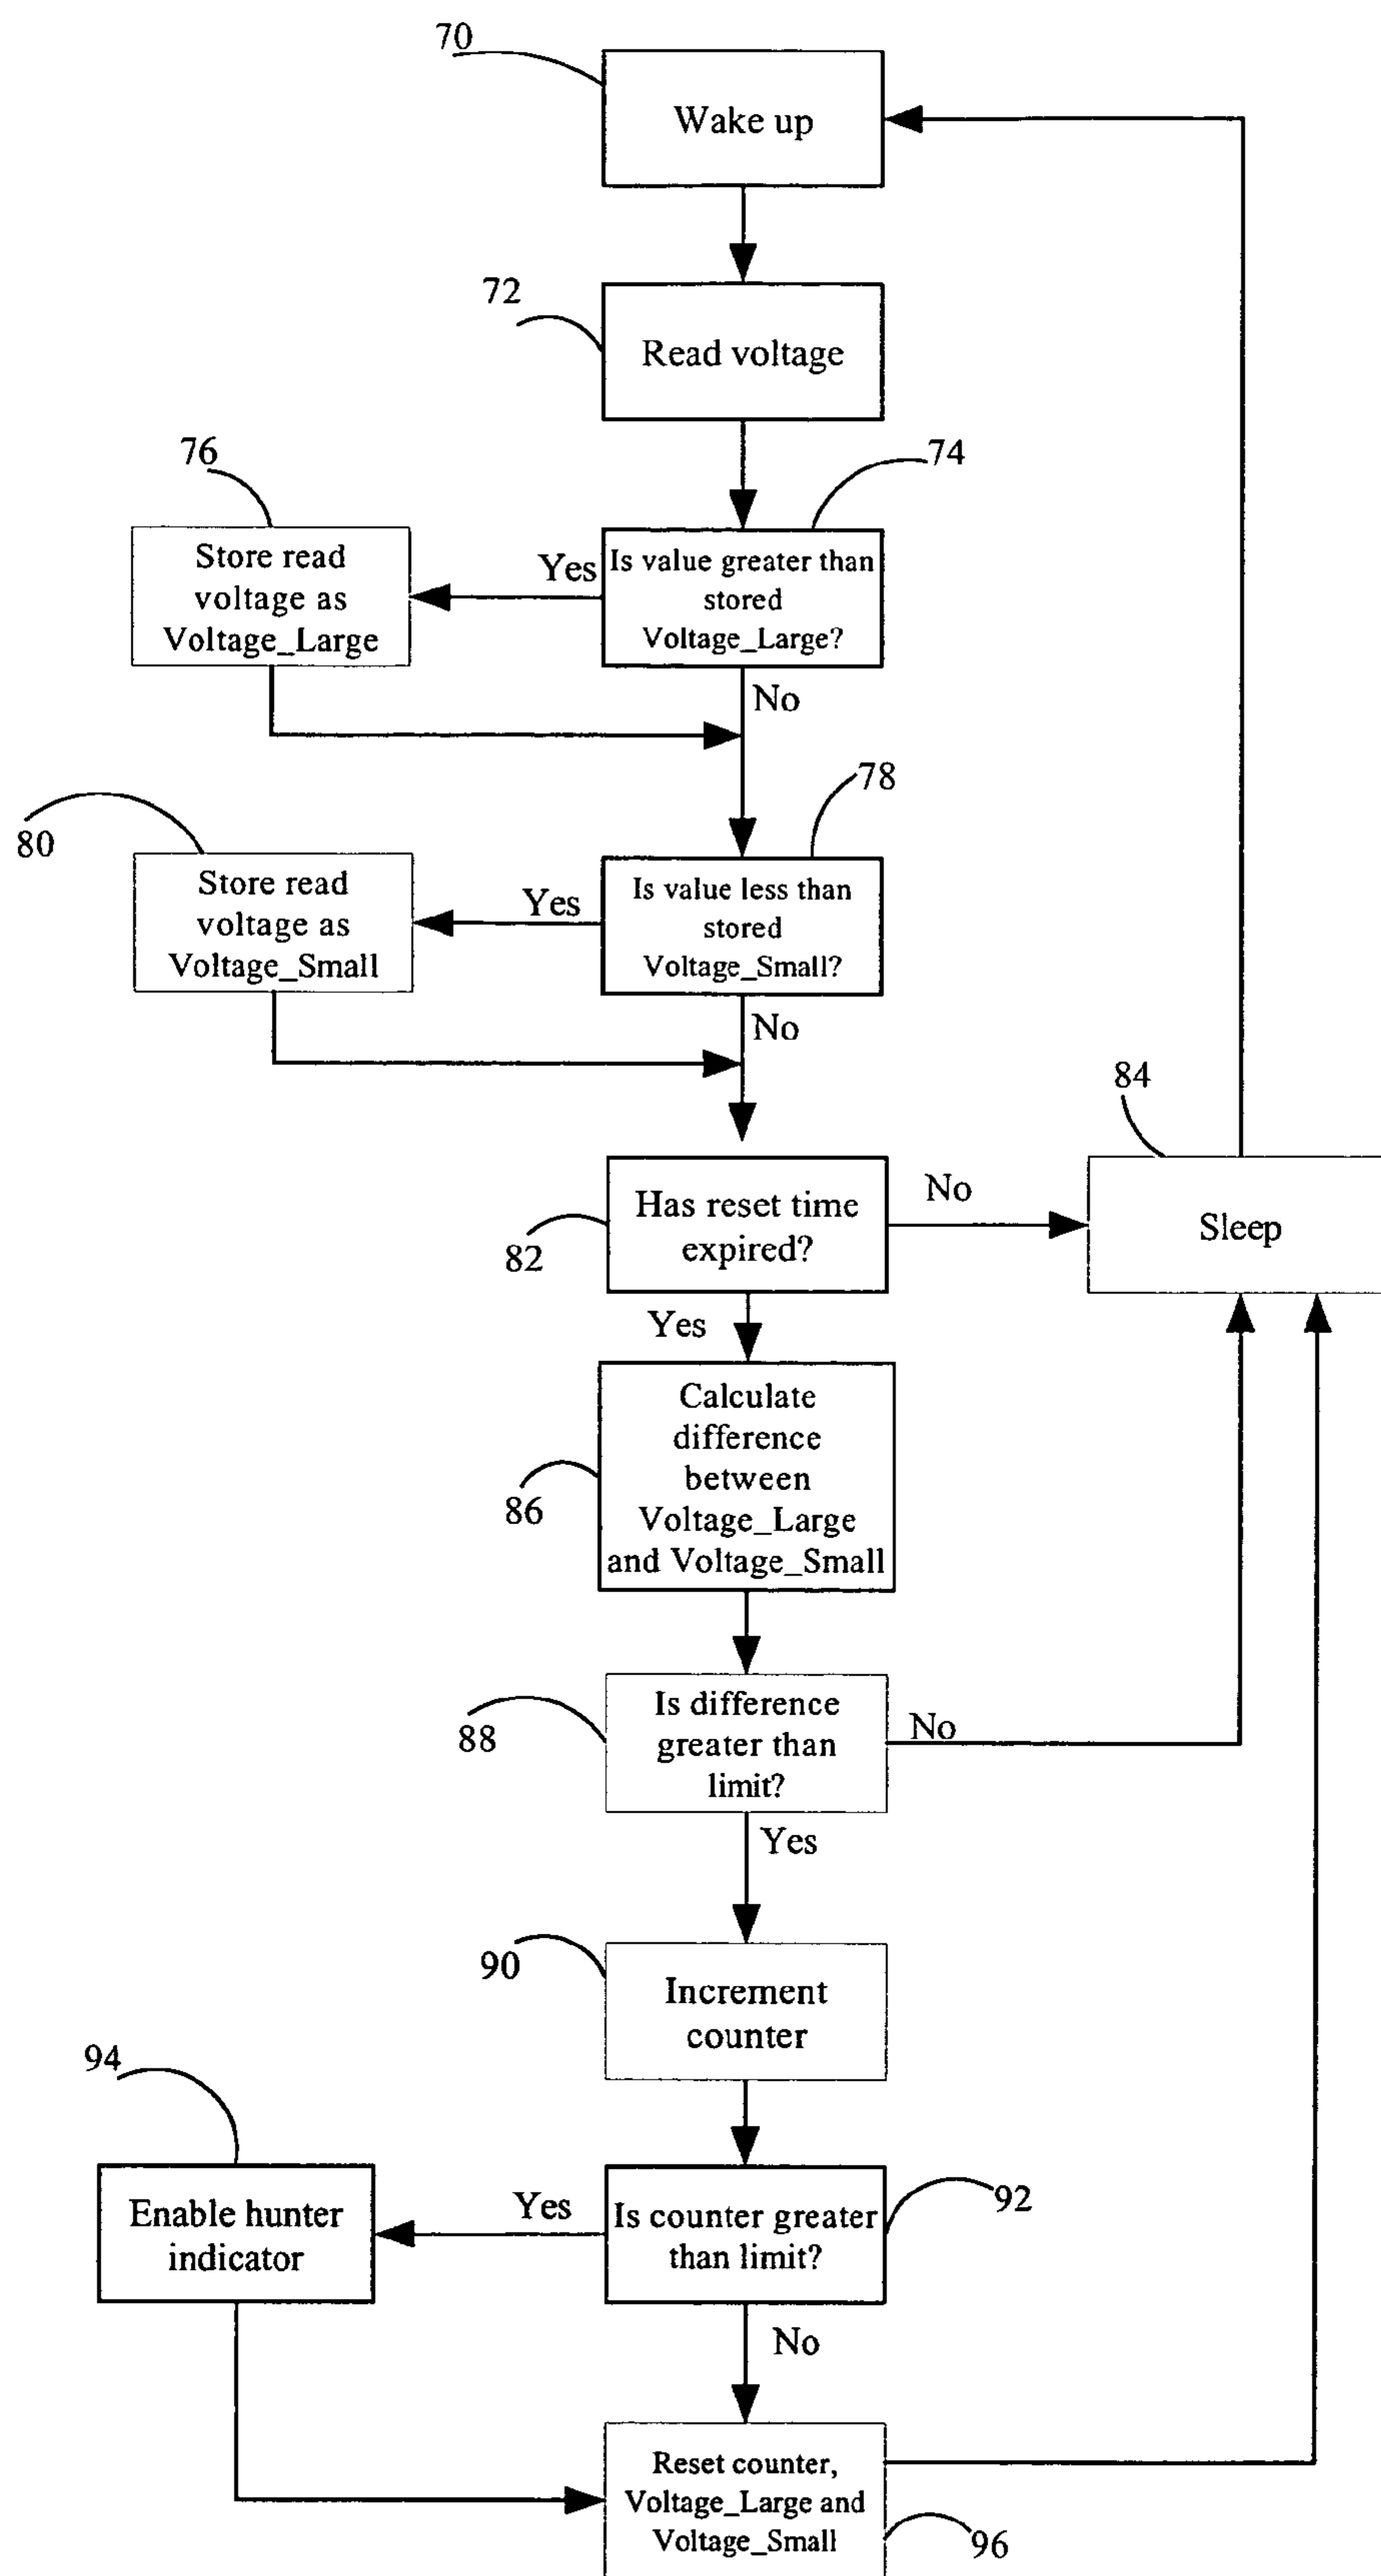 70
Wake up
72
Read voltage
76
74
Store read
voltage as
Voltage_Large
Yes
Is value greater than
stored
Voltage_Large?
No
78
80
Store read
voltage as
Voltage_Small
Yes
Is value less than
stored
Voltage_Small?
No
84
82
Has reset time
expired?
No
Sleep
Yes
86
Calculate
difference
between
Voltage_Large
and Voltage_Small
88
Is difference
greater than
limit?
No
Yes
90
Increment
counter
94
Enable hunter
indicator
Yes
Is counter greater
than limit?
92
No
Reset counter,
Voltage_Large and
Voltage_Small
96